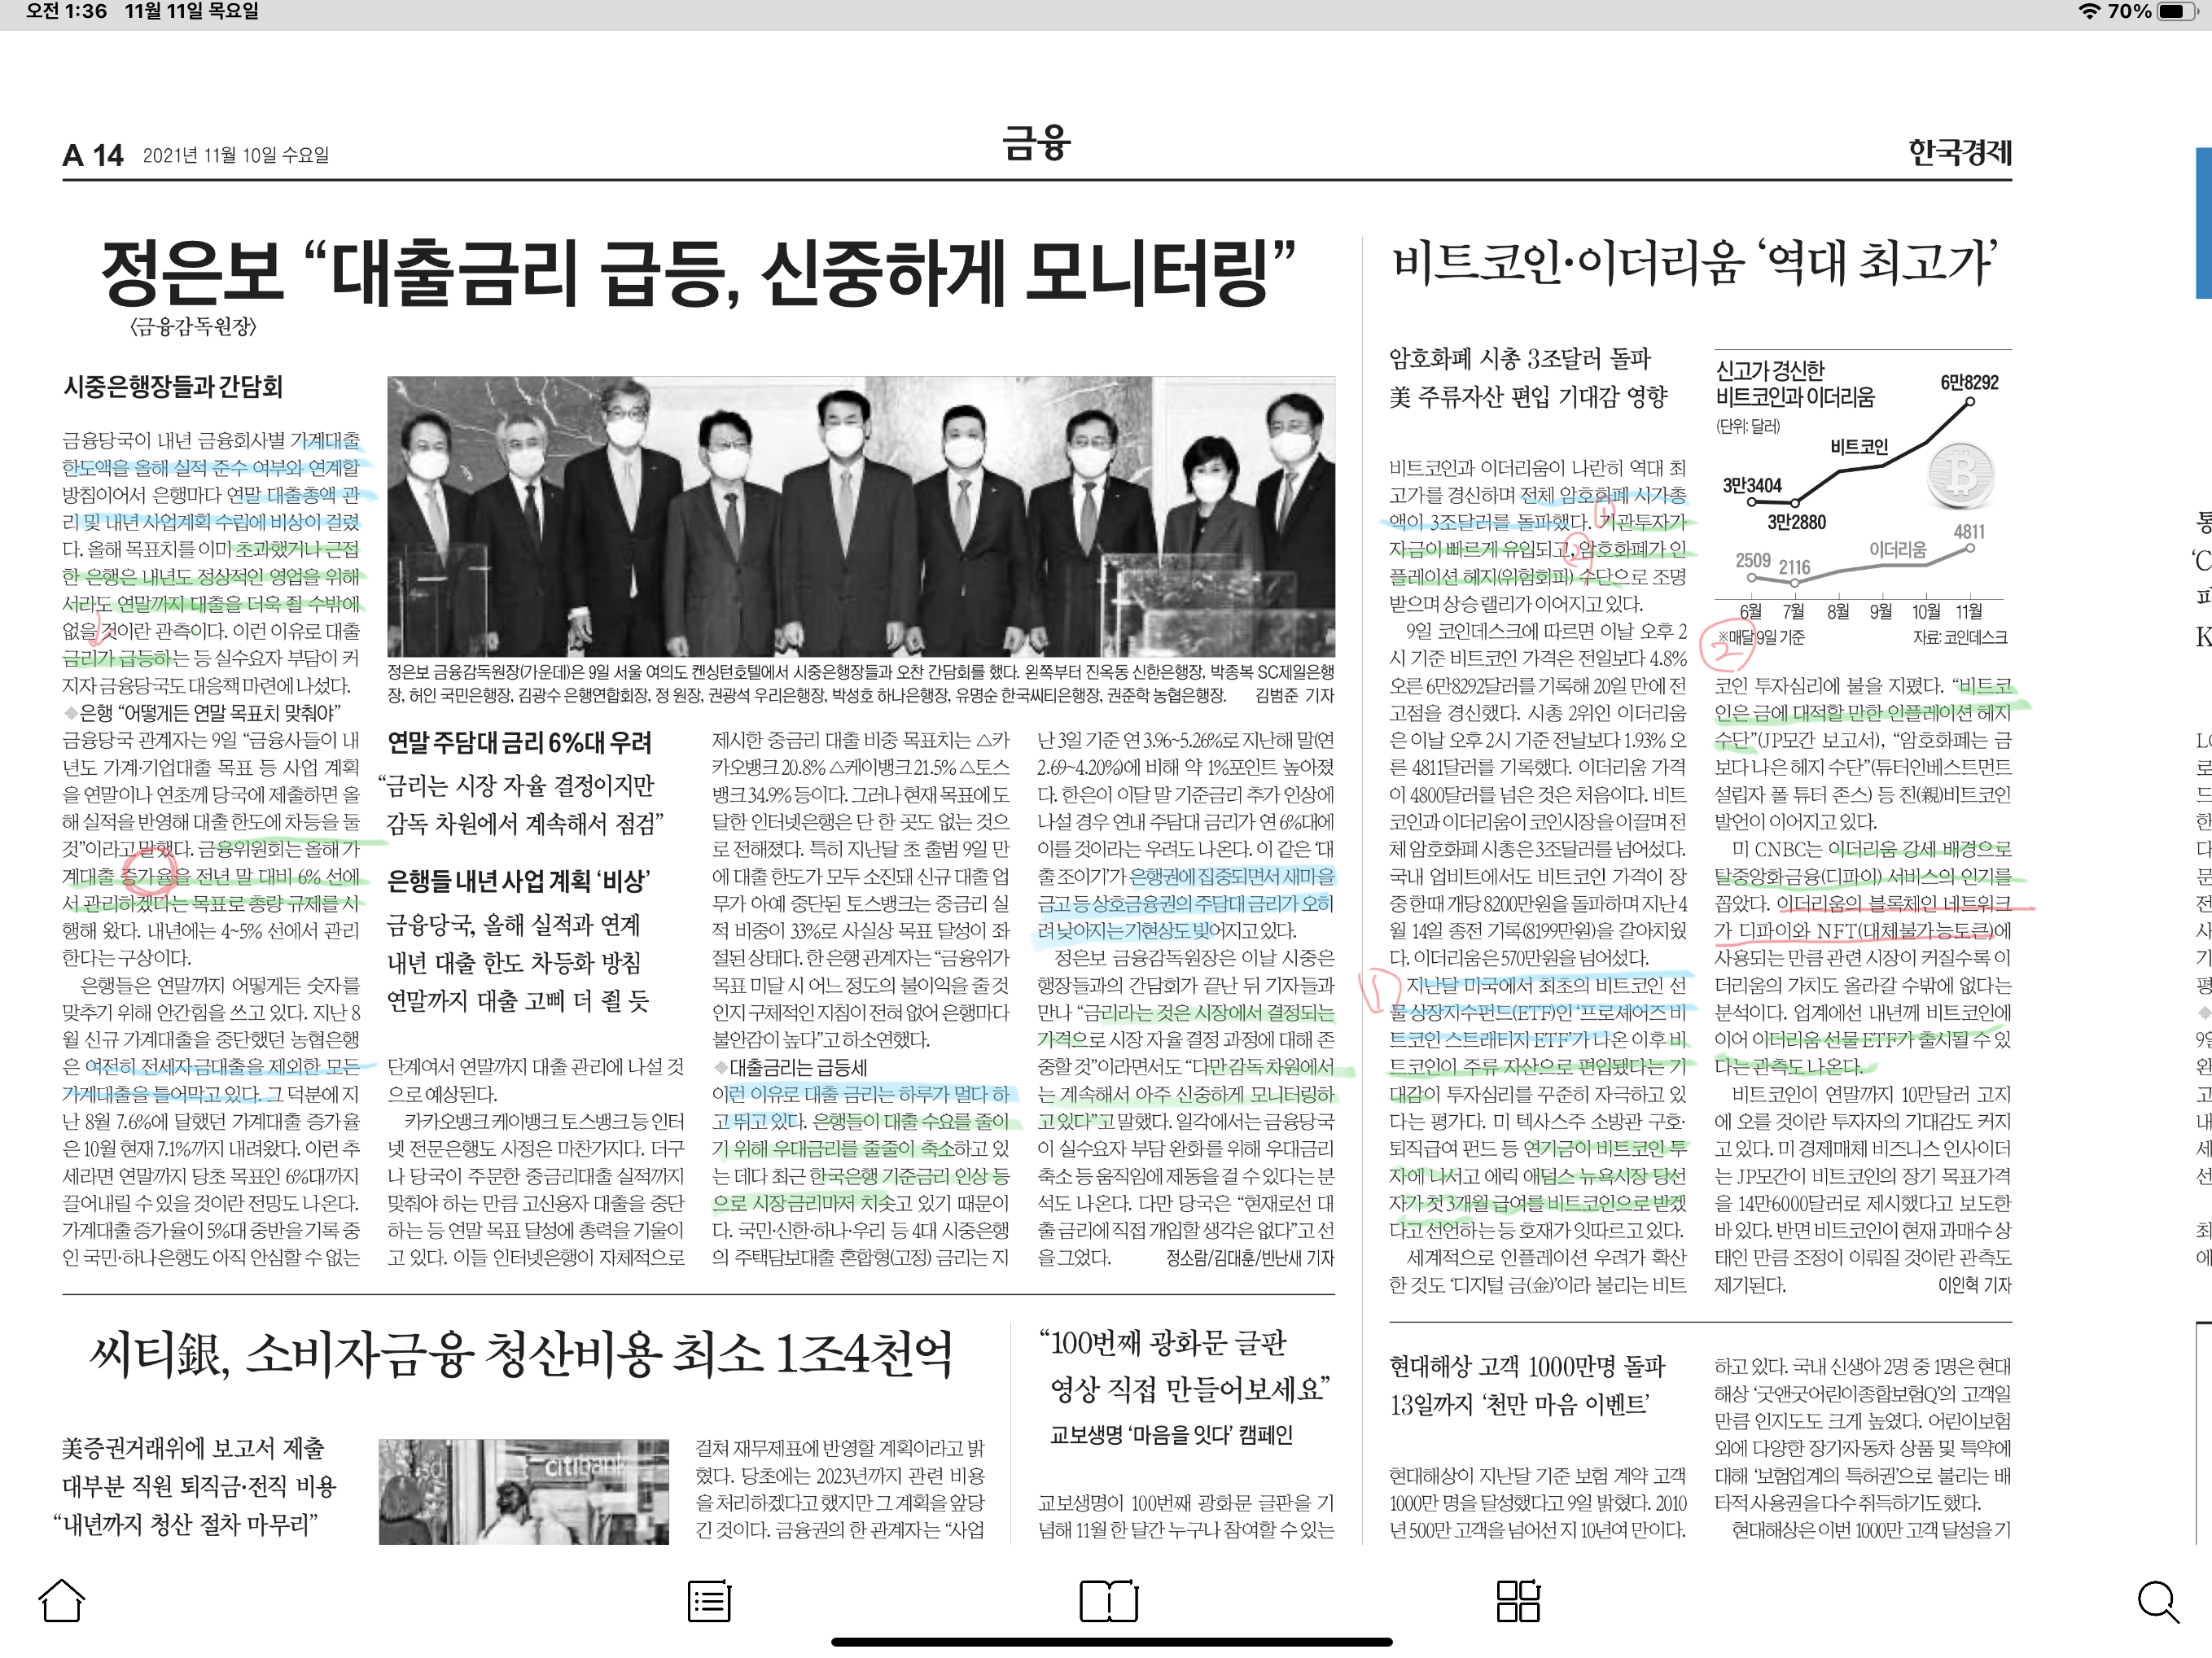 오전 1:36 11월 11일 목요일
70%
A 14 2021년 11월 10일 수요일
금융
한국경제
정은보 “대출금리 급등, 신중하게 모니터링”
〈금융감독원장〉
시중은행장들과 간담회
금융당국이 내년 금융회사별 가계대출
한도액을 올해 실적 준수 여부와 연계할
방침이어서 은행마다 연말 대출총액 관
리 및 내년 사업계획 수립에 비상이 걸렸
다. 올해 목표치를 이미 초과했거나 근접
한 은행은 내년도 정상적인 영업을 위해
서라도 연말까지 대출을 더욱 죌 수밖에
없을 것이란 관측이다. 이런 이유로 대출
금리가 급등하는 등 실수요자 부담이 커
지자 금융당국도 대응책 마련에 나섰다.
◆은행 “어떻게든 연말 목표치 맞춰야”
금융당국 관계자는 9일 “금융사들이 내
년도 가계·기업대출 목표 등 사업 계획
을 연말이나 연초께 당국에 제출하면 올
해 실적을 반영해 대출 한도에 차등을 둘
것”이라고 말했다. 금융위원회는 올해 가
계대출 증가율을 전년 말 대비 6% 선에
서 관리하겠다는 목표로 총량 규제를 시
행해 왔다. 내년에는 4~5% 선에서 관리
한다는 구상이다.
은행들은 연말까지 어떻게든 숫자를
맞추기 위해 안간힘을 쓰고 있다. 지난 8
월 신규 가계대출을 중단했던 농협은행
은 여전히 전세자금대출을 제외한 모든
가계대출을 틀어막고 있다. 그 덕분에 지
난 8월 7.6%에 달했던 가계대출 증가율
은 10월 현재 7.1%까지 내려왔다. 이런 추
세라면 연말까지 당초 목표인 6%대까지
끌어내릴 수 있을 것이란 전망도 나온다.
가계대출 증가율이 5%대 중반을 기록 중
인 국민·하나은행도 아직 안심할 수 없는
정은보 금융감독원장(가운데)은 9일 서울 여의도 켄싱턴호텔에서 시중은행장들과 오찬 간담회를 했다. 왼쪽부터 진옥동 신한은행장, 박종복 SC제일은행
장, 허인 국민은행장, 김광수 은행연합회장, 정 원장, 권광석 우리은행장, 박성호 하나은행장, 유명순 한국씨티은행장, 권준학 농협은행장. 김범준 기자
연말 주담대 금리 6%대 우려
“금리는 시장 자율 결정이지만
감독 차원에서 계속해서 점검”
은행들 내년 사업 계획 ‘비상’
금융당국, 올해 실적과 연계
내년 대출 한도 차등화 방침
연말까지 대출 고삐 더 죌 듯
단계여서 연말까지 대출 관리에 나설 것
으로 예상된다.
카카오뱅크 케이뱅크 토스뱅크 등 인터
넷 전문은행도 사정은 마찬가지다. 더구
나 당국이 주문한 중금리대출 실적까지
맞춰야 하는 만큼 고신용자 대출을 중단
하는 등 연말 목표 달성에 총력을 기울이
고 있다. 이들 인터넷은행이 자체적으로
제시한 중금리 대출 비중 목표치는 △카
카오뱅크 20.8% △케이뱅크 21.5% △토스
뱅크 34.9% 등이다. 그러나 현재 목표에 도
달한 인터넷은행은 단 한 곳도 없는 것으
로 전해졌다. 특히 지난달 초 출범 9일 만
에 대출 한도가 모두 소진돼 신규 대출 업
무가 아예 중단된 토스뱅크는 중금리 실
적 비중이 33%로 사실상 목표 달성이 좌
절된 상태다. 한 은행 관계자는 “금융위가
목표 미달 시 어느 정도의 불이익을 줄 것
인지 구체적인 지침이 전혀 없어 은행마다
불안감이 높다”고 하소연했다.
◆대출금리는 급등세
이런 이유로 대출 금리는 하루가 멀다 하
고 뛰고 있다. 은행들이 대출 수요를 줄이
기 위해 우대금리를 줄줄이 축소하고 있
는 데다 최근 한국은행 기준금리 인상 등
으로 시장금리마저 치솟고 있기 때문이
다. 국민·신한·하나·우리 등 4대 시중은행
의 주택담보대출 혼합형(고정) 금리는 지
난 3일 기준 연 3.96~5.26%로 지난해 말(연
2.69~4.20%)에 비해 약 1%포인트 높아졌
다. 한은이 이달 말 기준금리 추가 인상에
나설 경우 연내 주담대 금리가 연 6%대에
이를 것이라는 우려도 나온다. 이 같은 ‘대
출 조이기’가 은행권에 집중되면서 새마을
금고 등 상호금융권의 주담대 금리가 오히
려 낮아지는 기현상도 빚어지고 있다.
정은보 금융감독원장은 이날 시중은
행장들과의 간담회가 끝난 뒤 기자들과
만나 “금리라는 것은 시장에서 결정되는
가격으로 시장 자율 결정 과정에 대해 존
중할 것”이라면서도 “다만 감독 차원에서
는 계속해서 아주 신중하게 모니터링하
고 있다”고 말했다. 일각에서는 금융당국
이 실수요자 부담 완화를 위해 우대금리
축소 등 움직임에 제동을 걸 수 있다는 분
석도 나온다. 다만 당국은 “현재로선 대
출 금리에 직접 개입할 생각은 없다”고 선
을 그었다. 정소람/김대훈/빈난새 기자
비트코인·이더리움 ‘역대 최고가’
암호화폐 시총 3조달러 돌파
美 주류자산 편입 기대감 영향
비트코인과 이더리움이 나란히 역대 최
고가를 경신하며 전체 암호화폐 시가총
액이 3조달러를 돌파했다. ① 기관투자가
자금이 빠르게 유입되고, ② 암호화폐가 인
플레이션 헤지(위험회피) 수단으로 조명
받으며 상승 랠리가 이어지고 있다.
9일 코인데스크에 따르면 이날 오후 2
시 기준 비트코인 가격은 전일보다 4.8%
오른 6만8292달러를 기록해 20일 만에 전
고점을 경신했다. 시총 2위인 이더리움
은 이날 오후 2시 기준 전날보다 1.93% 오
른 4811달러를 기록했다. 이더리움 가격
이 4800달러를 넘은 것은 처음이다. 비트
코인과 이더리움이 코인시장을 이끌며 전
체 암호화폐 시총은 3조달러를 넘어섰다.
국내 업비트에서도 비트코인 가격이 장
중 한때 개당 8200만원을 돌파하며 지난 4
월 14일 종전 기록(8199만원)을 갈아치웠
다. 이더리움은 570만원을 넘어섰다.
① 지난달 미국에서 최초의 비트코인 선
물 상장지수펀드(ETF)인 ‘프로셰어즈 비
트코인 스트래티지 ETF’가 나온 이후 비
트코인이 주류 자산으로 편입됐다는 기
대감이 투자심리를 꾸준히 자극하고 있
다는 평가다. 미 텍사스주 소방관 구호·
퇴직급여 펀드 등 연기금이 비트코인 투
자에 나서고 에릭 애덤스 뉴욕시장 당선
자가 첫 3개월 급여를 비트코인으로 받겠
다고 선언하는 등 호재가 잇따르고 있다.
세계적으로 인플레이션 우려가 확산
한 것도 ‘디지털 금(金)’이라 불리는 비트
신고가 경신한
비트코인과 이더리움
(단위: 달러)
6만8292
비트코인
3만3404
3만2880
4811
이더리움
2509 2116
6월 7월 8월 9월 10월 11월
※매달 9일 기준 자료: 코인데스크
②
코인 투자심리에 불을 지폈다. “비트코
인은 금에 대적할 만한 인플레이션 헤지
수단”(JP모간 보고서), “암호화폐는 금
보다 나은 헤지 수단”(튜터인베스트먼트
설립자 폴 튜터 존스) 등 친(親)비트코인
발언이 이어지고 있다.
미 CNBC는 이더리움 강세 배경으로
탈중앙화금융(디파이) 서비스의 인기를
꼽았다. 이더리움의 블록체인 네트워크
가 디파이와 NFT(대체불가능토큰)에
사용되는 만큼 관련 시장이 커질수록 이
더리움의 가치도 올라갈 수밖에 없다는
분석이다. 업계에선 내년께 비트코인에
이어 이더리움 선물 ETF가 출시될 수 있
다는 관측도 나온다.
비트코인이 연말까지 10만달러 고지
에 오를 것이란 투자자의 기대감도 커지
고 있다. 미 경제매체 비즈니스 인사이더
는 JP모간이 비트코인의 장기 목표가격
을 14만6000달러로 제시했다고 보도한
바 있다. 반면 비트코인이 현재 과매수 상
태인 만큼 조정이 이뤄질 것이란 관측도
제기된다. 이인혁 기자
씨티銀, 소비자금융 청산비용 최소 1조4천억
美증권거래위에 보고서 제출
대부분 직원 퇴직금·전직 비용
“내년까지 청산 절차 마무리”
citibank
걸쳐 재무제표에 반영할 계획이라고 밝
혔다. 당초에는 2023년까지 관련 비용
을 처리하겠다고 했지만 그 계획을 앞당
긴 것이다. 금융권의 한 관계자는 “사업
“100번째 광화문 글판
영상 직접 만들어보세요”
교보생명 ‘마음을 잇다’ 캠페인
교보생명이 100번째 광화문 글판을 기
념해 11월 한 달간 누구나 참여할 수 있는
현대해상 고객 1000만명 돌파
13일까지 ‘천만 마음 이벤트’
현대해상이 지난달 기준 보험 계약 고객
1000만 명을 달성했다고 9일 밝혔다. 2010
년 500만 고객을 넘어선 지 10년여 만이다.
하고 있다. 국내 신생아 2명 중 1명은 현대
해상 ‘굿앤굿어린이종합보험Q’의 고객일
만큼 인지도도 크게 높였다. 어린이보험
외에 다양한 장기자동차 상품 및 특약에
대해 ‘보험업계의 특허권’으로 불리는 배
타적 사용권을 다수 취득하기도 했다.
현대해상은 이번 1000만 고객 달성을 기